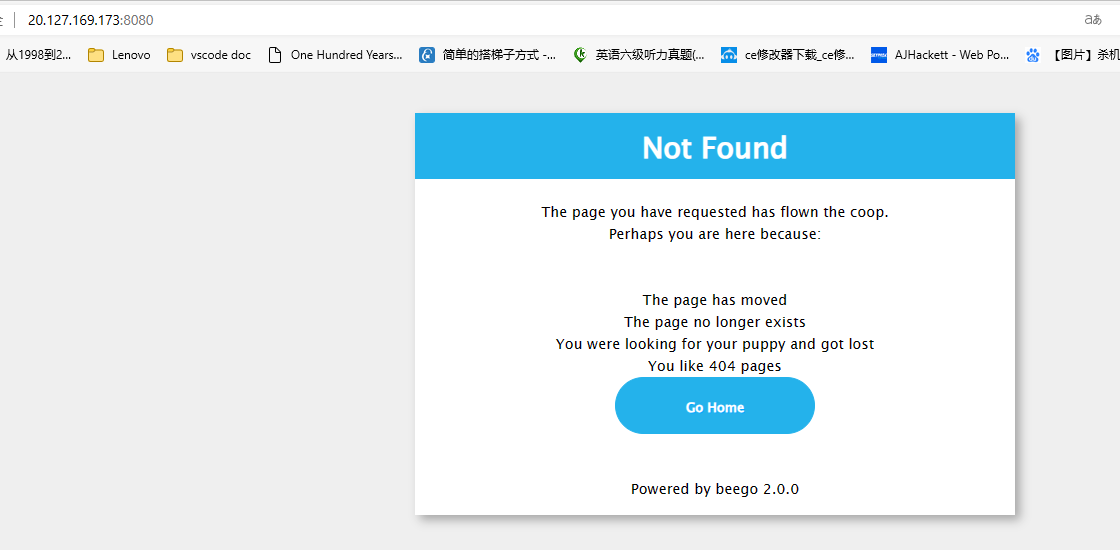 20.127.169.173:8080
aあ
从1998到2...
Lenovo
vscode doc
One Hundred Years...
简单的搭梯子方式 -...
英语六级听力真题(...
ce修改器下载_ce修...
AJHackett - Web Po...
【图片】杀机
Not Found
The page you have requested has flown the coop.
Perhaps you are here because:
The page has moved
The page no longer exists
You were looking for your puppy and got lost
You like 404 pages
Go Home
Powered by beego 2.0.0